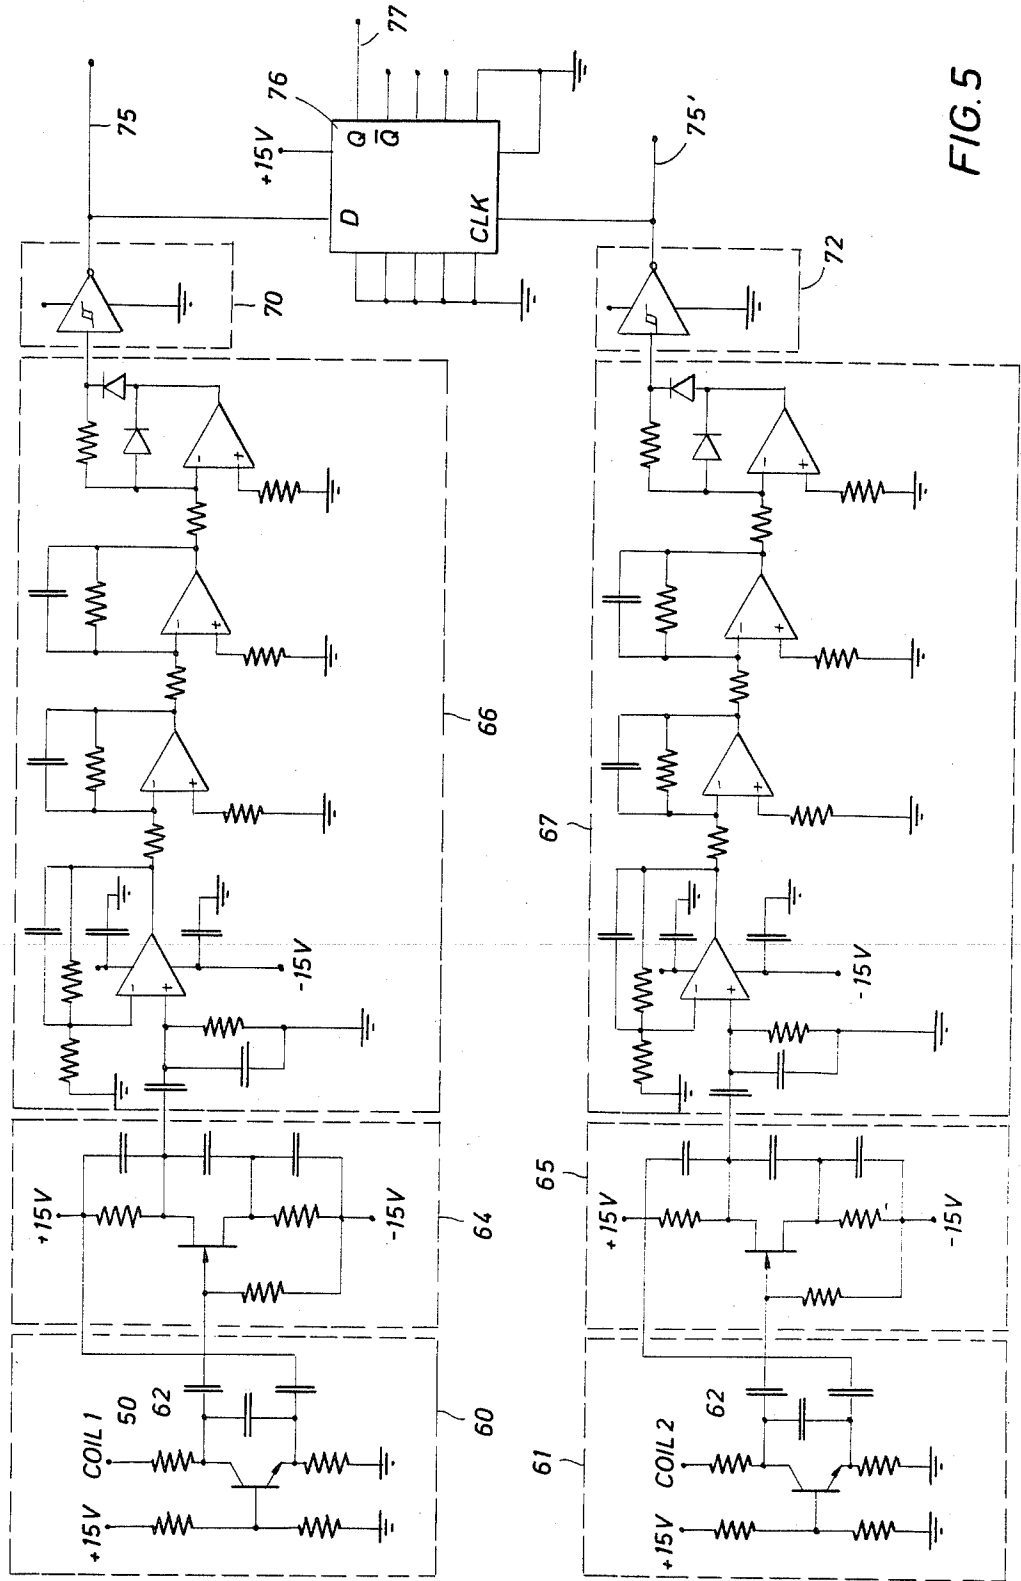 +15V
COIL 1
50
62
60
+15V
-15V
64
-
+
-15V
-
+
-
+
-
+
66
70
75
+15V
76
D
Q
Q̅
CLK
77
+15V
COIL 2
62
61
+15V
-15V
65
-
+
-15V
-
+
-
+
-
+
67
72
75'
FIG. 5